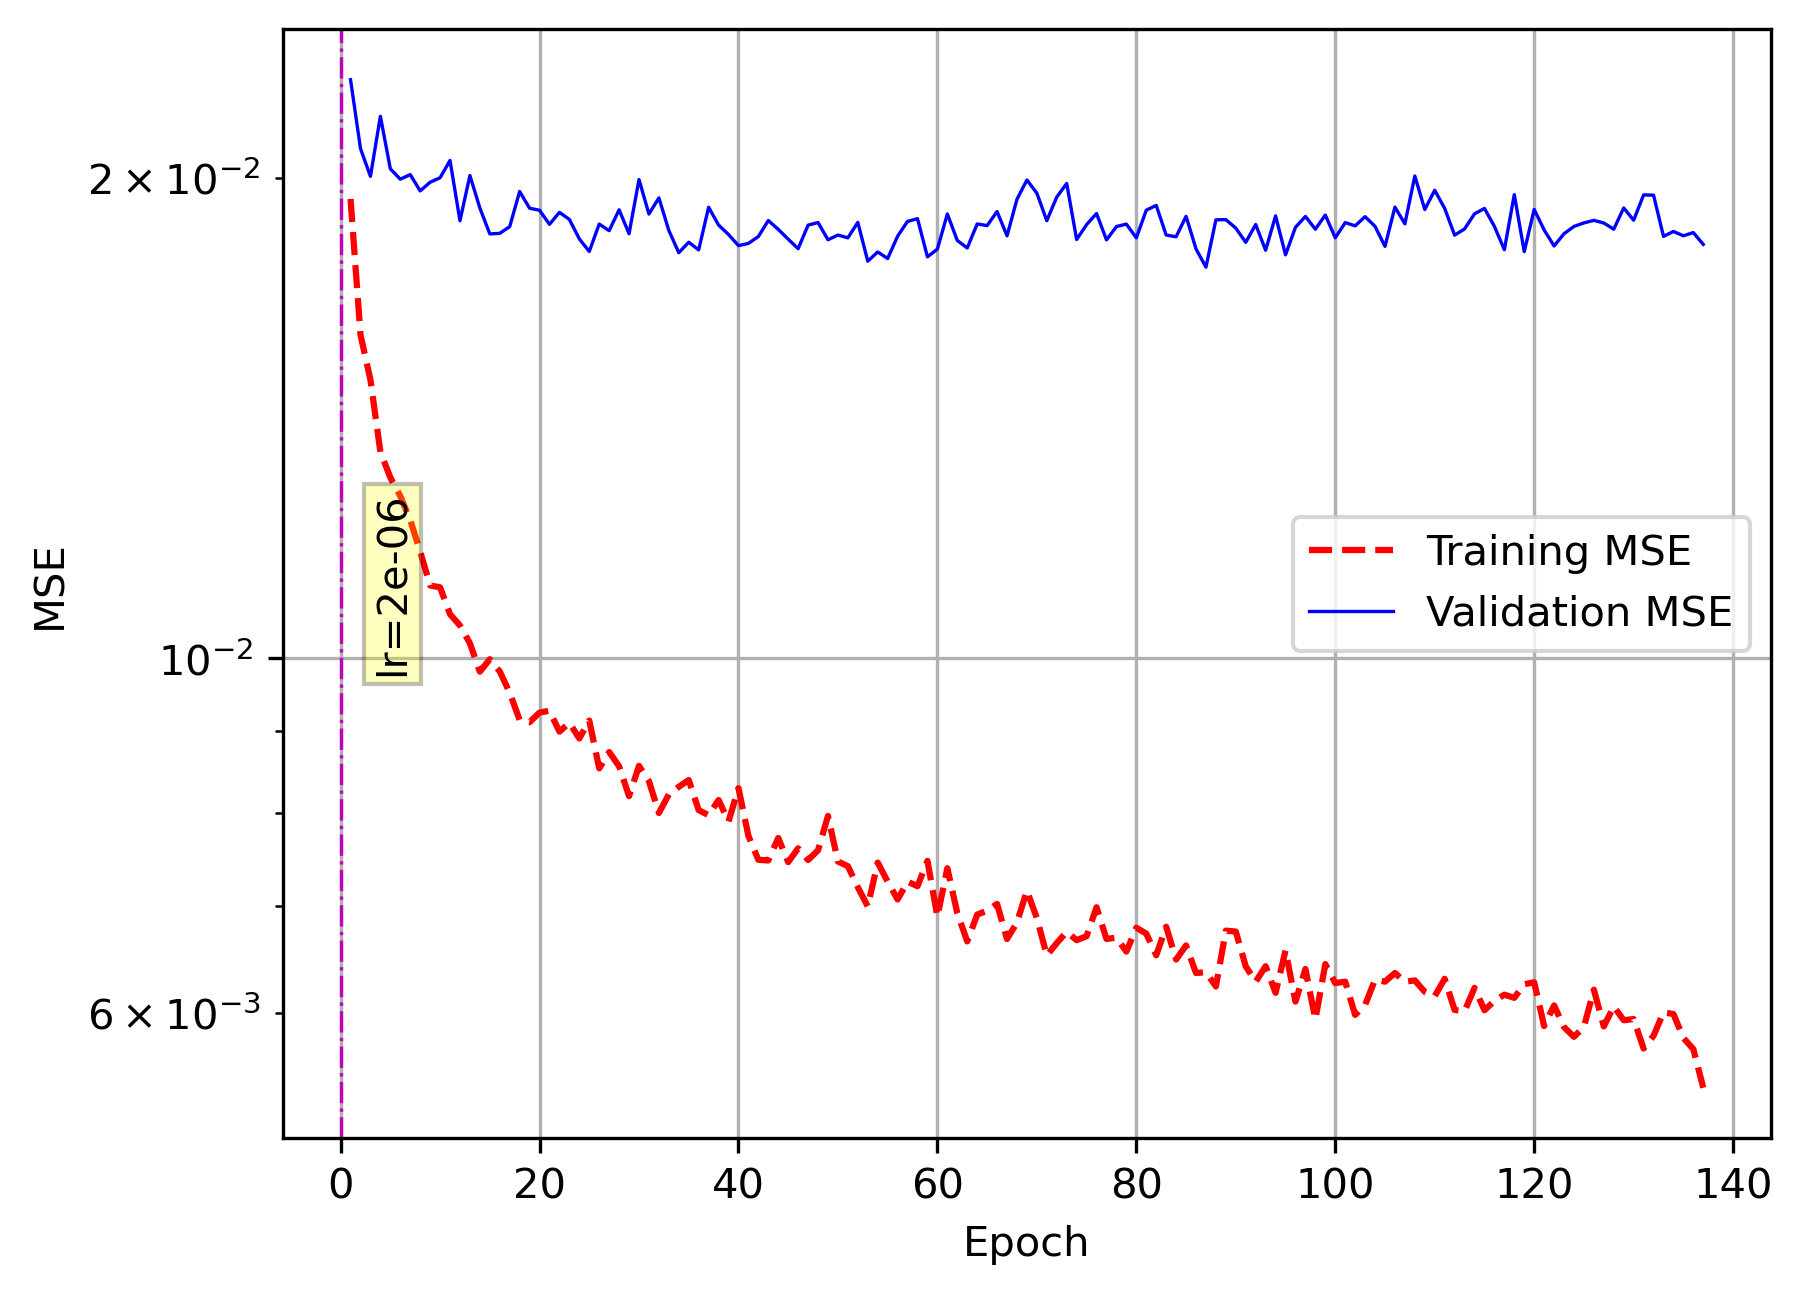 2 × 10⁻²
10⁻²
6 × 10⁻³
MSE
lr=2e-06
Training MSE
Validation MSE
0 20 40 60 80 100 120 140
Epoch